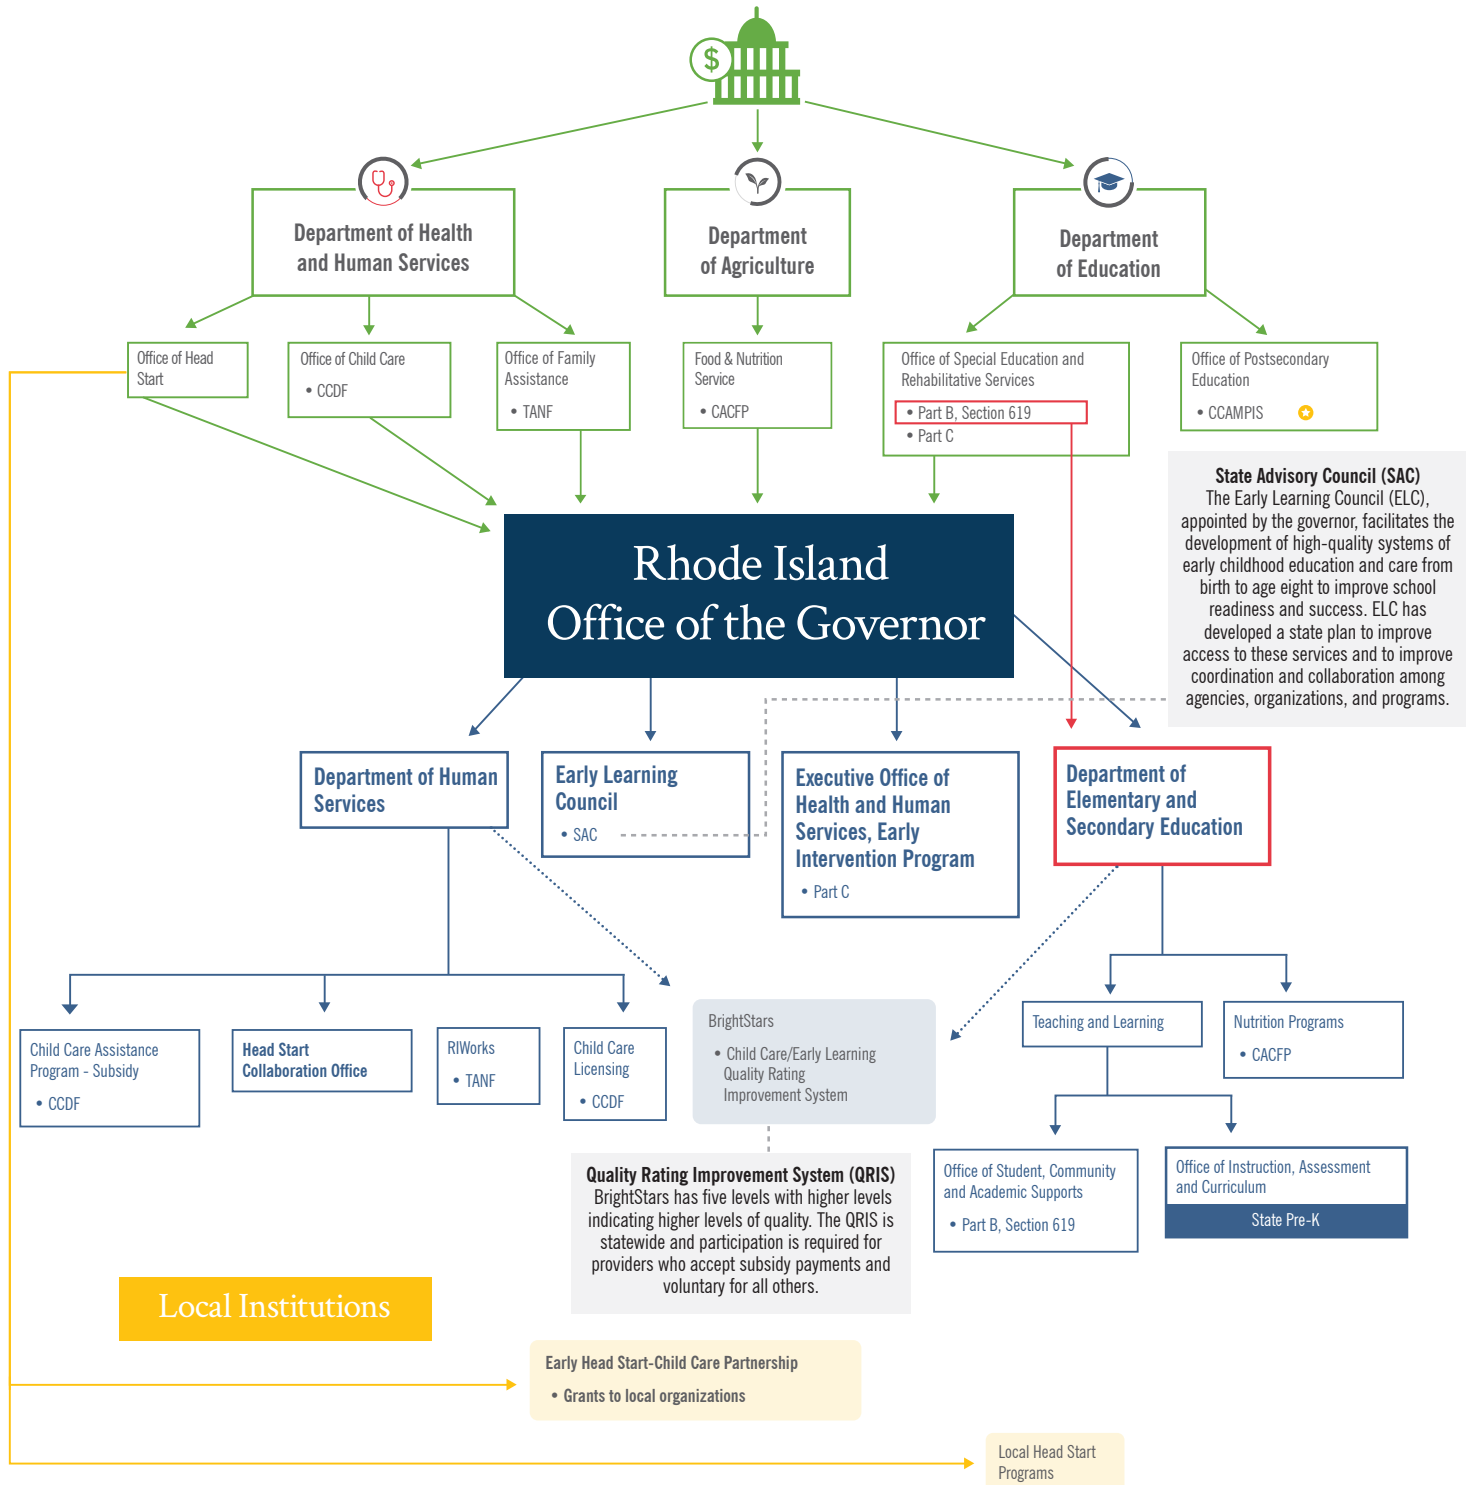 $
Department of Health
and Human Services
Department
of Agriculture
Department
of Education
Office of Head
Start
Office of Child Care
• CCDF
Office of Family
Assistance
• TANF
Food & Nutrition
Service
• CACFP
Office of Special Education and
Rehabilitative Services
• Part B, Section 619
• Part C
Office of Postsecondary
Education
• CCAMPIS
State Advisory Council (SAC)
The Early Learning Council (ELC),
appointed by the governor, facilitates the
development of high-quality systems of
early childhood education and care from
birth to age eight to improve school
readiness and success. ELC has
developed a state plan to improve
access to these services and to improve
coordination and collaboration among
agencies, organizations, and programs.
Rhode Island
Office of the Governor
Department of Human
Services
Early Learning
Council
• SAC
Executive Office of
Health and Human
Services, Early
Intervention Program
• Part C
Department of
Elementary and
Secondary Education
Child Care Assistance
Program - Subsidy
• CCDF
Head Start
Collaboration Office
RIWorks
• TANF
Child Care
Licensing
• CCDF
BrightStars
• Child Care/Early Learning
Quality Rating
Improvement System
Teaching and Learning
Nutrition Programs
• CACFP
Quality Rating Improvement System (QRIS)
BrightStars has five levels with higher levels
indicating higher levels of quality. The QRIS is
statewide and participation is required for
providers who accept subsidy payments and
voluntary for all others.
Office of Student, Community
and Academic Supports
• Part B, Section 619
Office of Instruction, Assessment
and Curriculum
State Pre-K
Local Institutions
Early Head Start-Child Care Partnership
• Grants to local organizations
Local Head Start
Programs